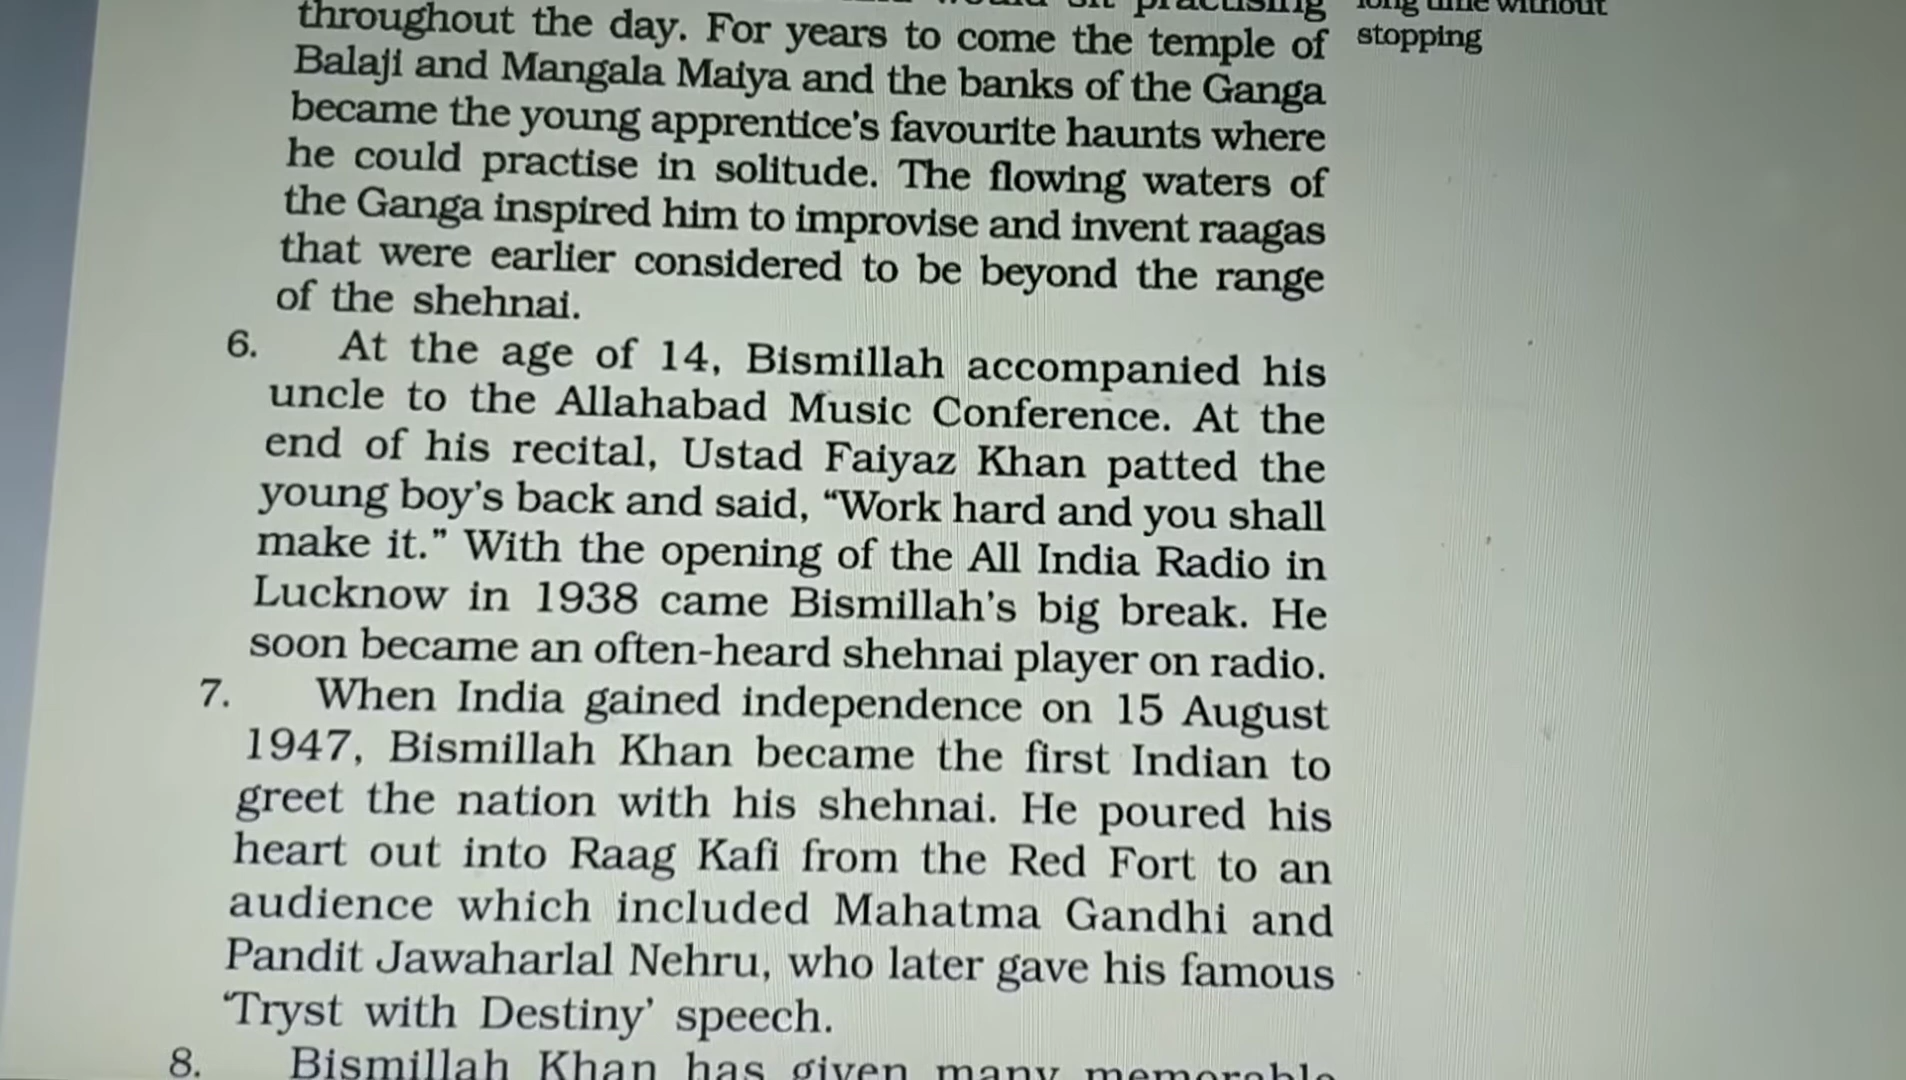 practising
throughout the day. For years to come the temple of
Balaji and Mangala Maiya and the banks of the Ganga
became the young apprentice's favourite haunts where
he could practise in solitude. The flowing waters of
the Ganga inspired him to improvise and invent raagas
that were earlier considered to be beyond the range
of the shehnai.
long time without
stopping
6. At the age of 14, Bismillah accompanied his
uncle to the Allahabad Music Conference. At the
end of his recital, Ustad Faiyaz Khan patted the
young boy's back and said, “Work hard and you shall
make it.” With the opening of the All India Radio in
Lucknow in 1938 came Bismillah's big break. He
soon became an often-heard shehnai player on radio.
7. When India gained independence on 15 August
1947, Bismillah Khan became the first Indian to
greet the nation with his shehnai. He poured his
heart out into Raag Kafi from the Red Fort to an
audience which included Mahatma Gandhi and
Pandit Jawaharlal Nehru, who later gave his famous
‘Tryst with Destiny’ speech.
8. Bismillah Khan has given many memorable